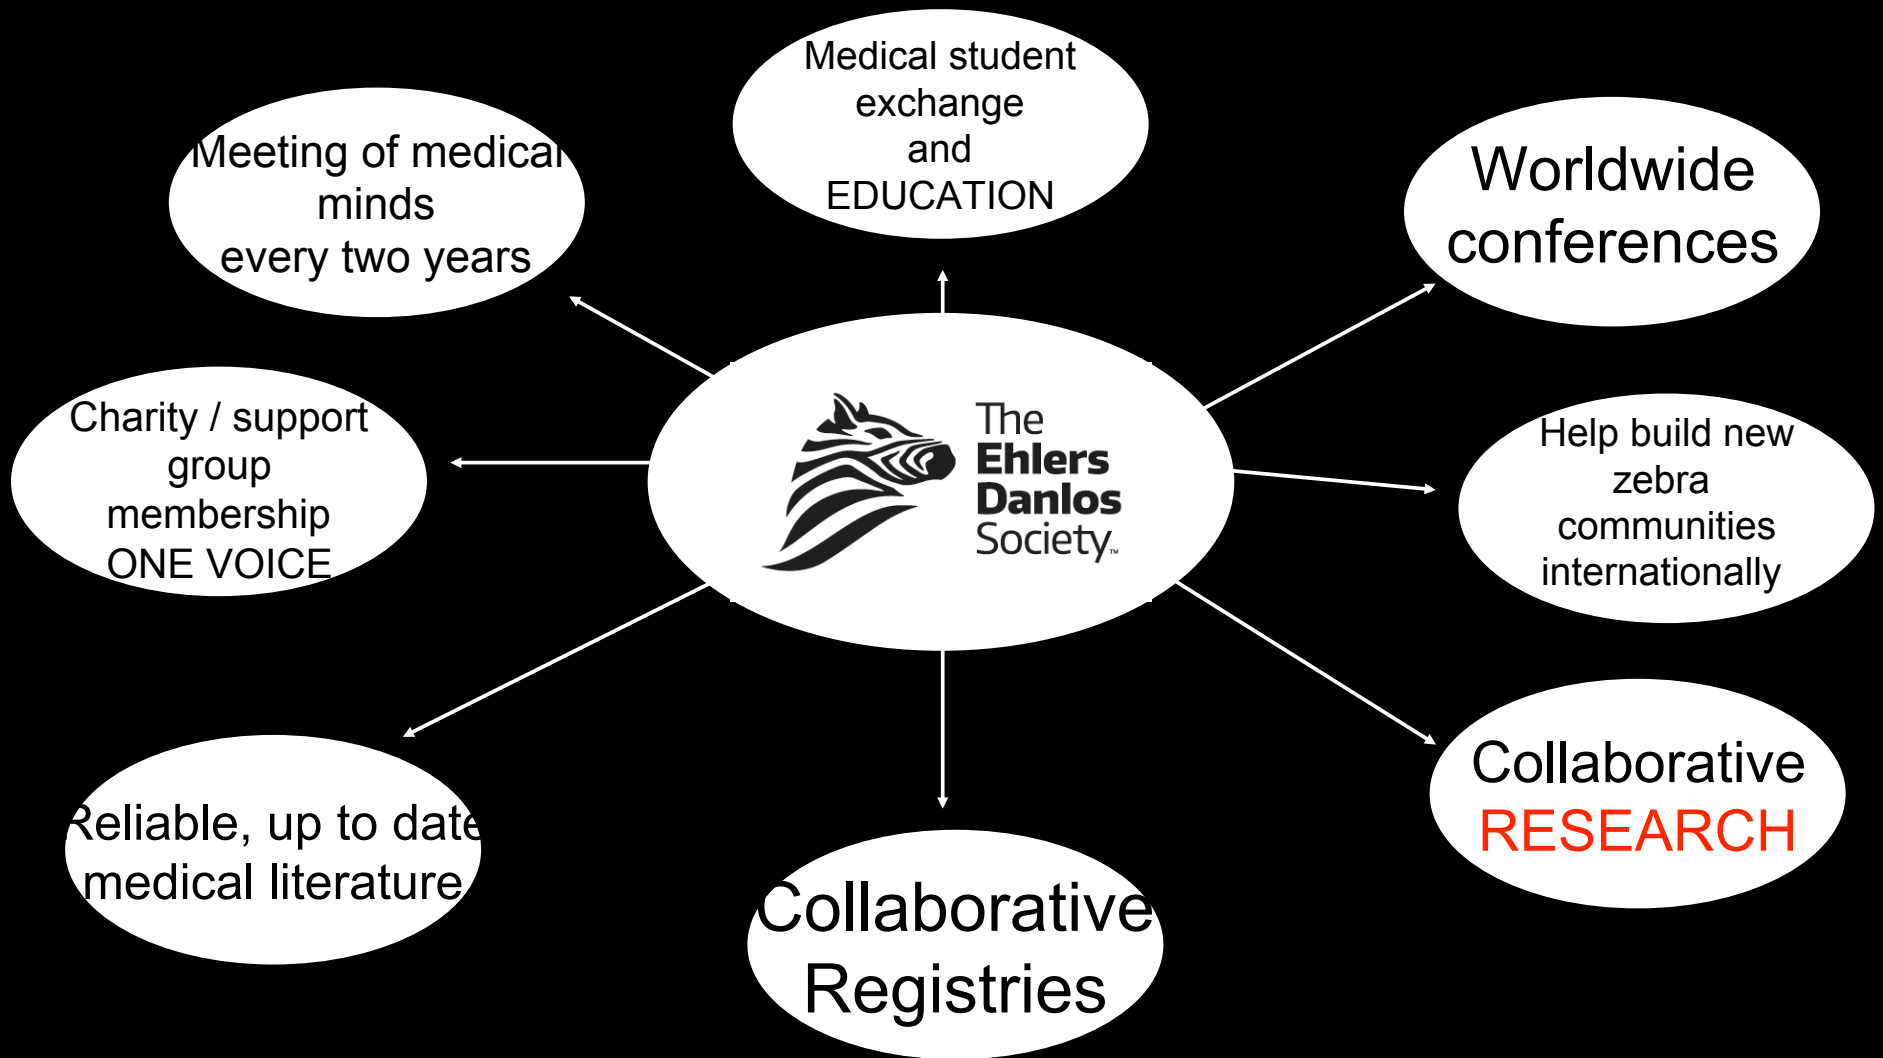 Medical student
exchange
and
EDUCATION
Meeting of medical
minds
every two years
Worldwide
conferences
Charity / support
group
membership
ONE VOICE
The
Ehlers
Danlos
Society™
Help build new
zebra
communities
internationally
Reliable, up to date
medical literature
Collaborative
RESEARCH
Collaborative
Registries